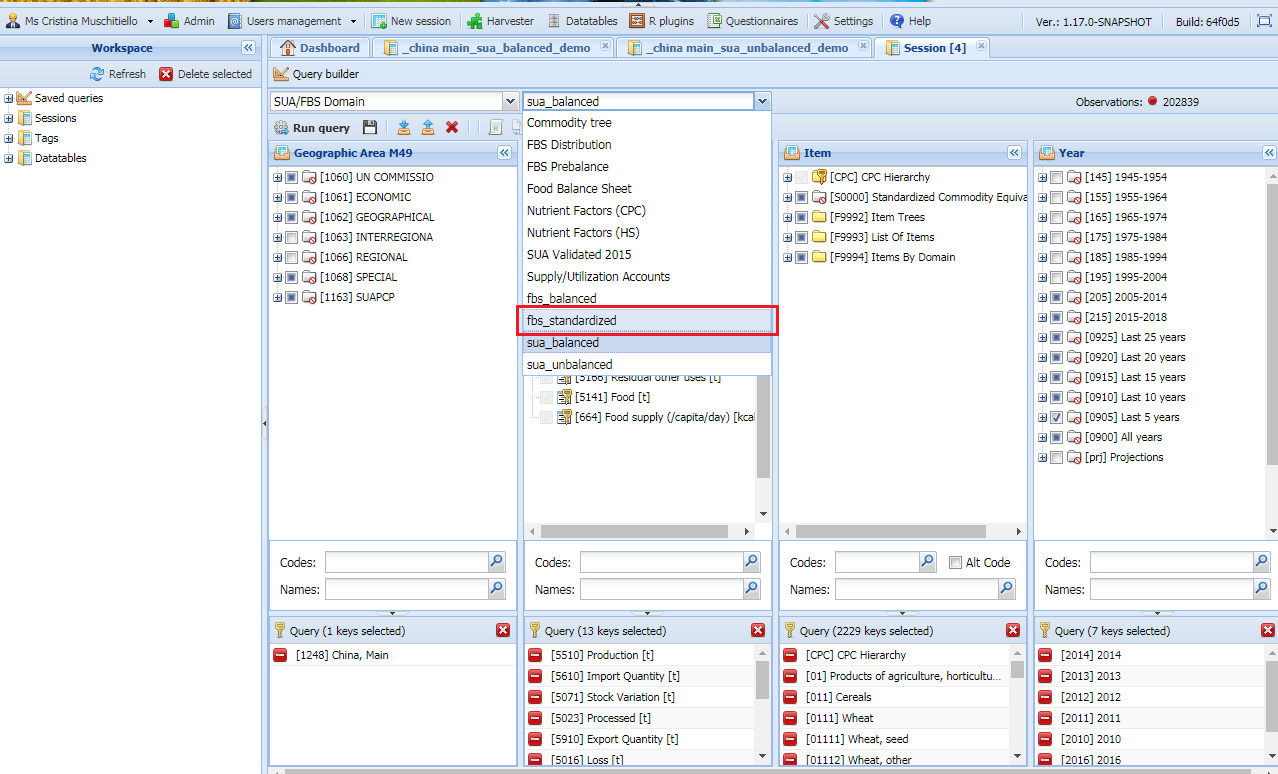 Ms Cristina Muschitiello Admin Users management New session Harvester Datatables R plugins Questionnaires Settings Help Ver.: 1.17.0-SNAPSHOT Build: 64f0d5
Workspace
Refresh Delete selected
Saved queries
Sessions
Tags
Datatables
Dashboard _china main_sua_balanced_demo _china main_sua_unbalanced_demo Session [4]
Query builder
SUA/FBS Domain sua_balanced Observations: 202839
Run query
Commodity tree
FBS Distribution
FBS Prebalance
Food Balance Sheet
Nutrient Factors (CPC)
Nutrient Factors (HS)
SUA Validated 2015
Supply/Utilization Accounts
fbs_balanced
fbs_standardized
sua_balanced
sua_unbalanced
Geographic Area M49
[1060] UN COMMISSIO
[1061] ECONOMIC
[1062] GEOGRAPHICAL
[1063] INTERREGIONA
[1066] REGIONAL
[1068] SPECIAL
[1163] SUAPCP
Codes:
Names:
Query (1 keys selected)
[1248] China, Main
[5166] Residual other uses [t]
[5141] Food [t]
[664] Food supply (/capita/day) [kcal
Codes:
Names:
Query (13 keys selected)
[5510] Production [t]
[5610] Import Quantity [t]
[5071] Stock Variation [t]
[5023] Processed [t]
[5910] Export Quantity [t]
[5016] Loss [t]
Item
[CPC] CPC Hierarchy
[S0000] Standardized Commodity Equiva
[F9992] Item Trees
[F9993] List Of Items
[F9994] Items By Domain
Codes: Alt Code
Names:
Query (2229 keys selected)
[CPC] CPC Hierarchy
[01] Products of agriculture, horticultu...
[011] Cereals
[0111] Wheat
[01111] Wheat, seed
[01112] Wheat, other
Year
[145] 1945-1954
[155] 1955-1964
[165] 1965-1974
[175] 1975-1984
[185] 1985-1994
[195] 1995-2004
[205] 2005-2014
[215] 2015-2018
[0925] Last 25 years
[0920] Last 20 years
[0915] Last 15 years
[0910] Last 10 years
[0905] Last 5 years
[0900] All years
[prj] Projections
Codes:
Names:
Query (7 keys selected)
[2014] 2014
[2013] 2013
[2012] 2012
[2011] 2011
[2010] 2010
[2016] 2016